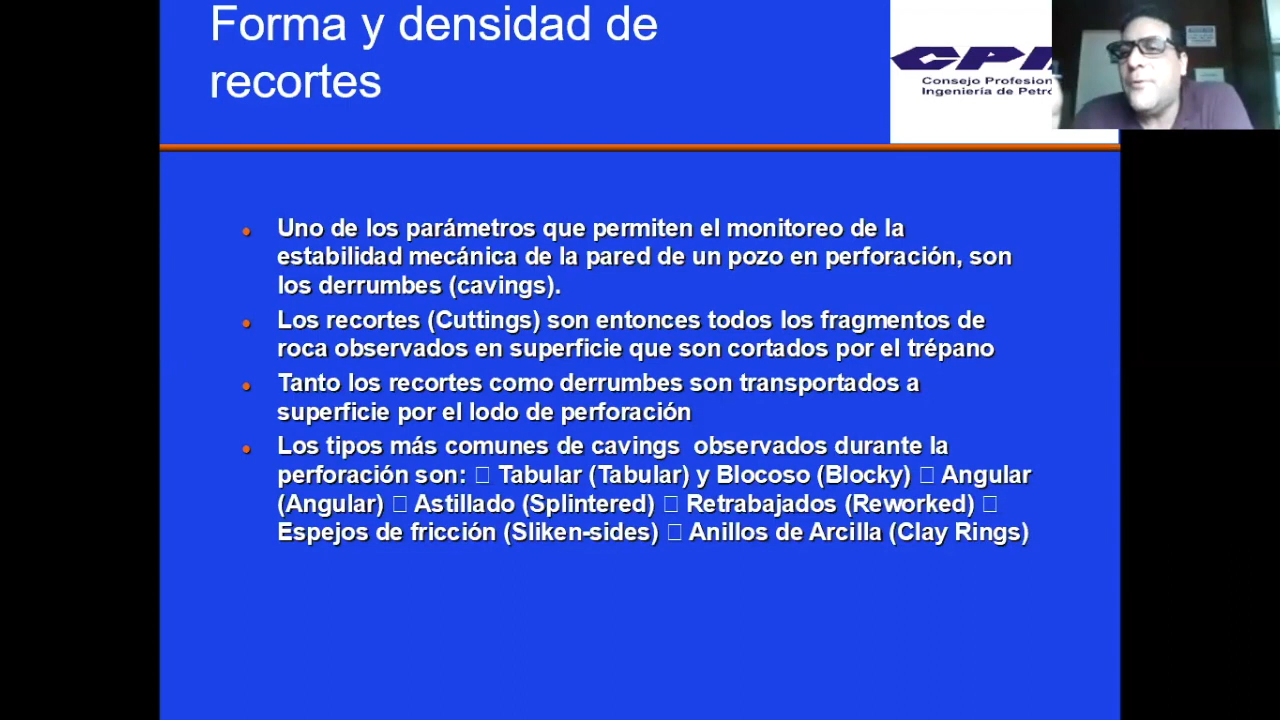 Forma y densidad de
recortes
Consejo Profesion
Ingeniería de Petró
• Uno de los parámetros que permiten el monitoreo de la
estabilidad mecánica de la pared de un pozo en perforación, son
los derrumbes (cavings).
• Los recortes (Cuttings) son entonces todos los fragmentos de
roca observados en superficie que son cortados por el trépano
• Tanto los recortes como derrumbes son transportados a
superficie por el lodo de perforación
• Los tipos más comunes de cavings observados durante la
perforación son: □ Tabular (Tabular) y Blocoso (Blocky) □ Angular
(Angular) □ Astillado (Splintered) □ Retrabajados (Reworked) □
Espejos de fricción (Sliken-sides) □ Anillos de Arcilla (Clay Rings)